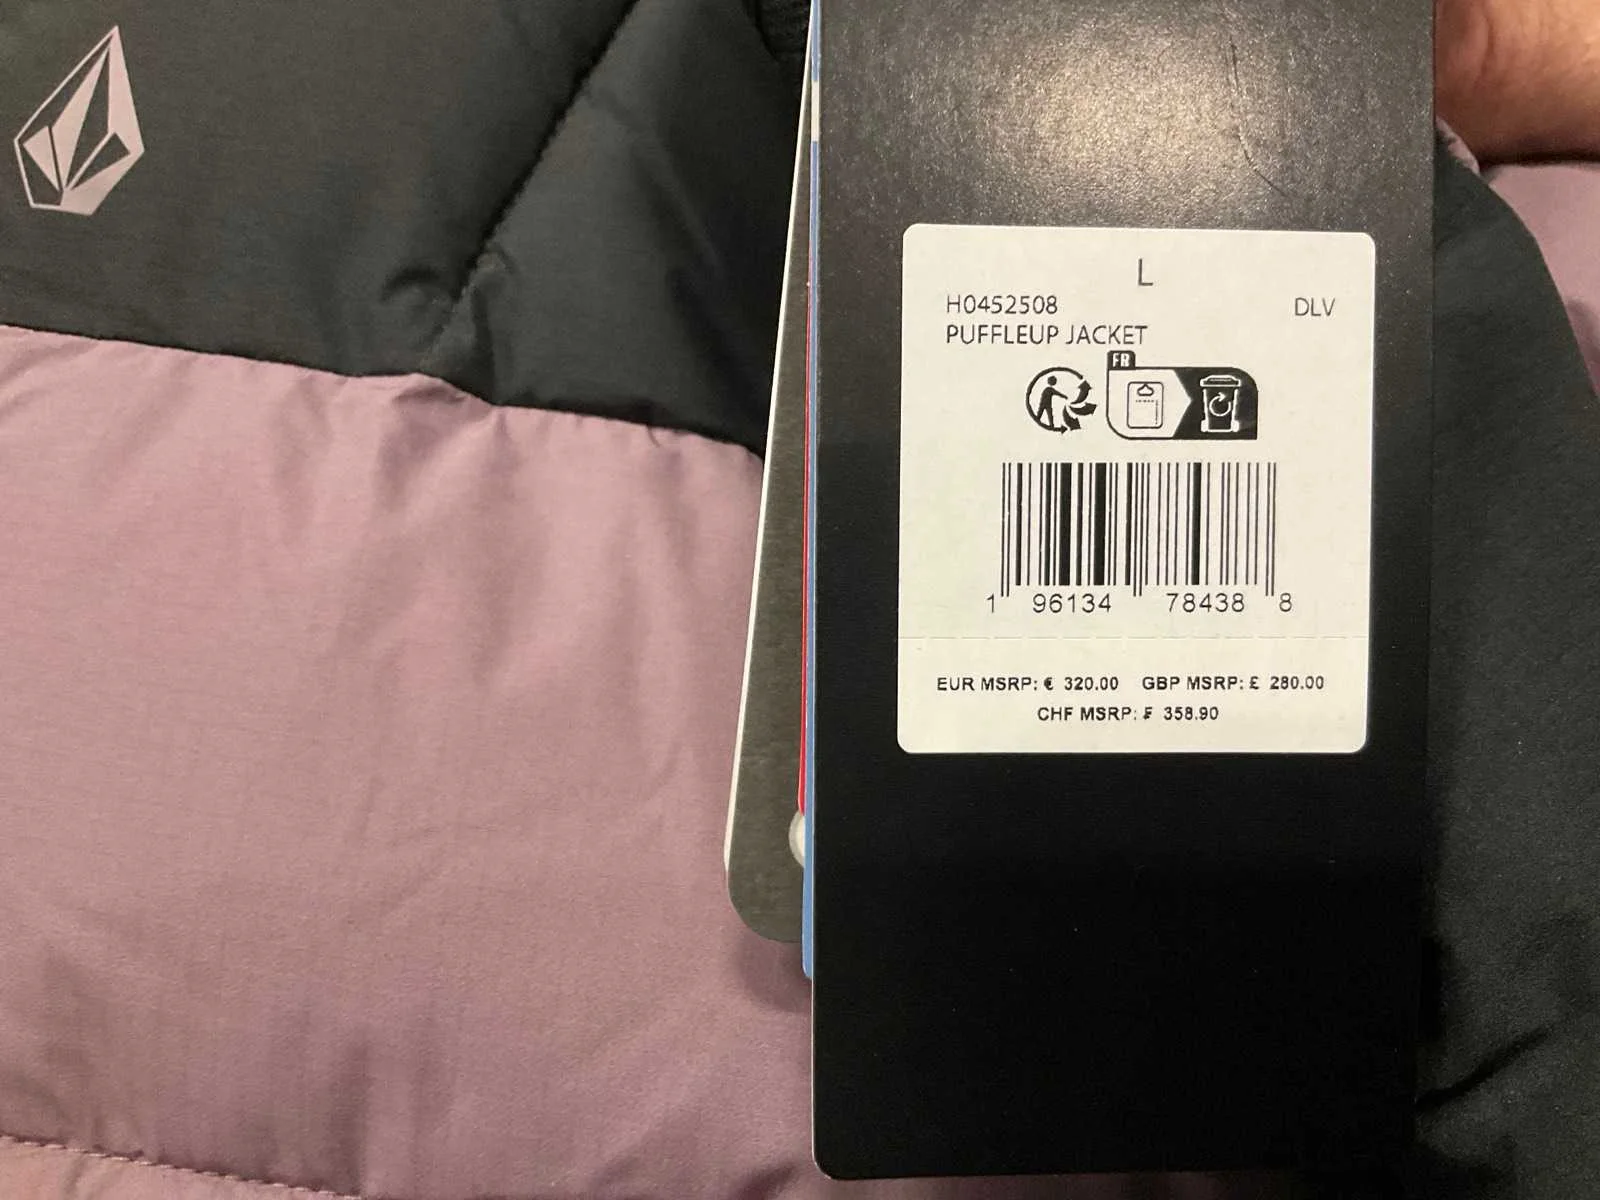 L
H0452508 DLV
PUFFLEUP JACKET
FR
1 96134 78438 8
EUR MSRP: € 320.00 GBP MSRP: £ 280.00
CHF MSRP: ₣ 358.90